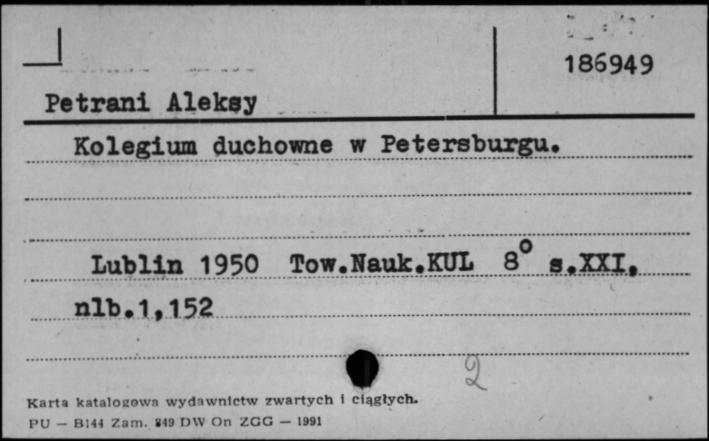 186949
Petrani Aleksy
Kolegium duchowne w Petersburgu.
Lublin 1950 Tow.Nauk.KUL 8° s.XXI,
nlb.1,152
2
Karta katalogowa wydawnictw zwartych i ciągłych.
PU — B144 Zam. 849 DW On ZGG — 1991